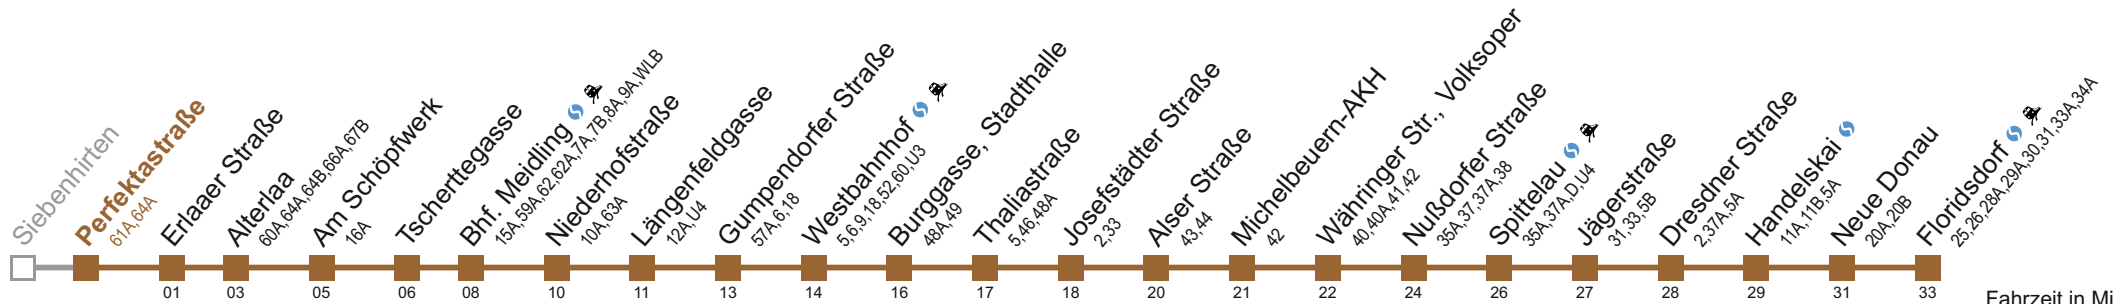 Siebenhirten
Perfektastraße
61A,64A
Erlaaer Straße
Alterlaa
60A,64A,64B,66A,67B
Am Schöpfwerk
16A
Tscherttegasse
Bhf. Meidling
15A,59A,62,62A,7A,7B,8A,9A,WLB
Niederhofstraße
10A,63A
Längenfeldgasse
12A,U4
Gumpendorfer Straße
57A,6,18
Westbahnhof
5,6,9,18,52,60,U3
Burggasse, Stadthalle
48A,49
Thaliastraße
5,46,48A
Josefstädter Straße
2,33
Alser Straße
43,44
Michelbeuern-AKH
42
Währinger Str., Volksoper
40,40A,41,42
Nußdorfer Straße
35A,37,37A,38
Spittelau
35A,37A,D,U4
Jägerstraße
31,33,5B
Dresdner Straße
2,37A,5A
Handelskai
11A,11B,5A
Neue Donau
20A,20B
Floridsdorf
25,26,28A,29A,30,31,33A,34A
01 03 05 06 08 10 11 13 14 16 17 18 20 21 22 24 26 27 28 29 31 33
Fahrzeit in Mi